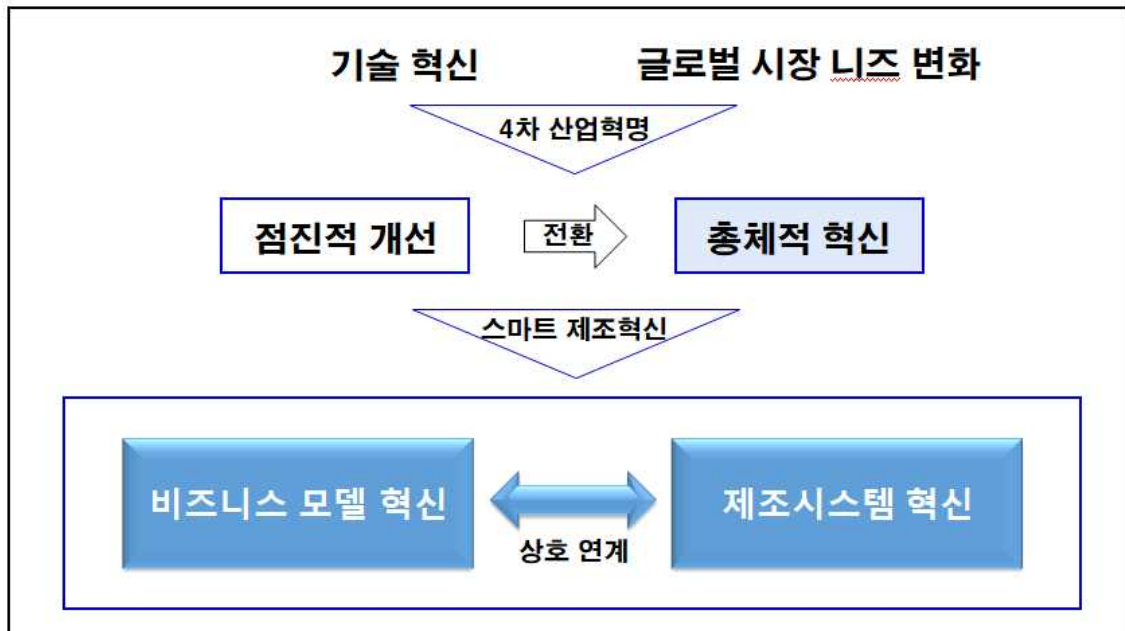 기술 혁신
글로벌 시장 니즈 변화
4차 산업혁명
점진적 개선
전환
총체적 혁신
스마트 제조혁신
비즈니스 모델 혁신
상호 연계
제조시스템 혁신